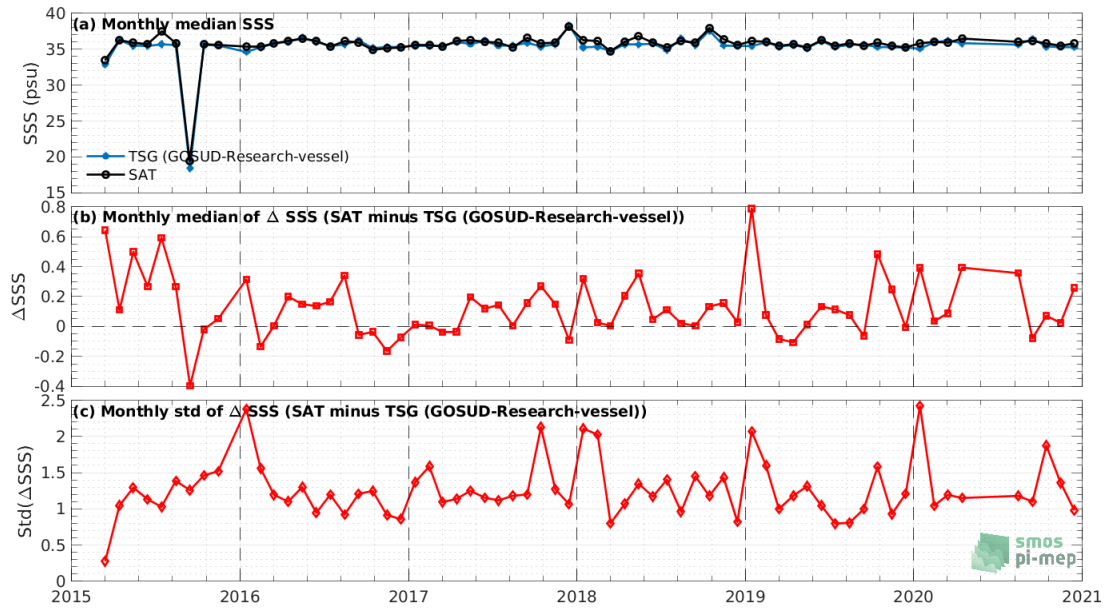 (a) Monthly median SSS
40
35
30
25
20
15
SSS (psu)
TSG (GOSUD-Research-vessel)
SAT
(b) Monthly median of Δ SSS (SAT minus TSG (GOSUD-Research-vessel))
0.8
0.6
0.4
0.2
0
-0.2
-0.4
ΔSSS
(c) Monthly std of Δ SSS (SAT minus TSG (GOSUD-Research-vessel))
2.5
2
1.5
1
0.5
0
Std(ΔSSS)
smos
pi-mep
2015 2016 2017 2018 2019 2020 2021